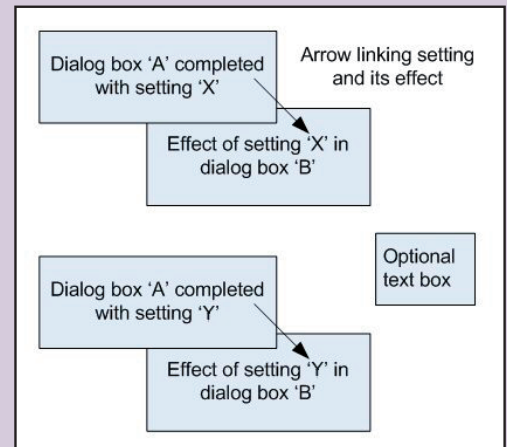 Dialog box ‘A’ completed
with setting ‘X’
Arrow linking setting
and its effect
Effect of setting ‘X’ in
dialog box ‘B’
Optional
text box
Dialog box ‘A’ completed
with setting ‘Y’
Effect of setting ‘Y’ in
dialog box ‘B’